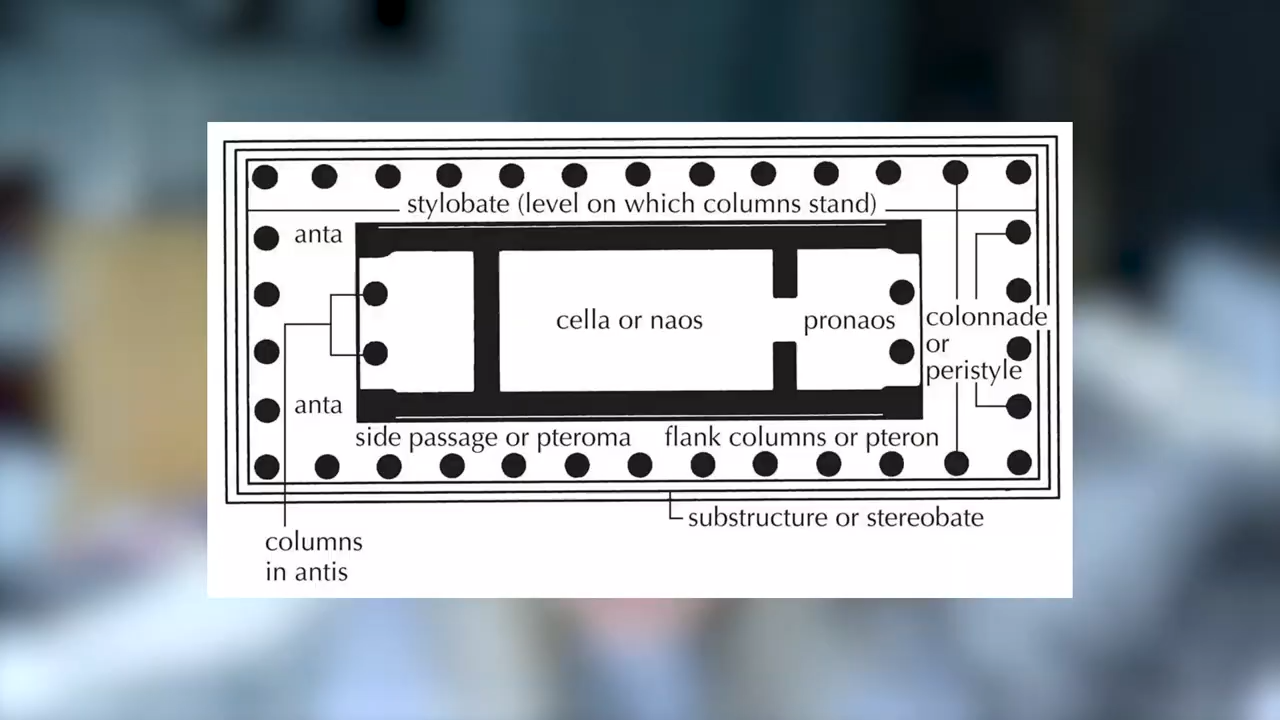 stylobate (level on which columns stand)
anta
cella or naos
pronaos
colonnade
or
peristyle
anta
side passage or pteroma
flank columns or pteron
substructure or stereobate
columns
in antis